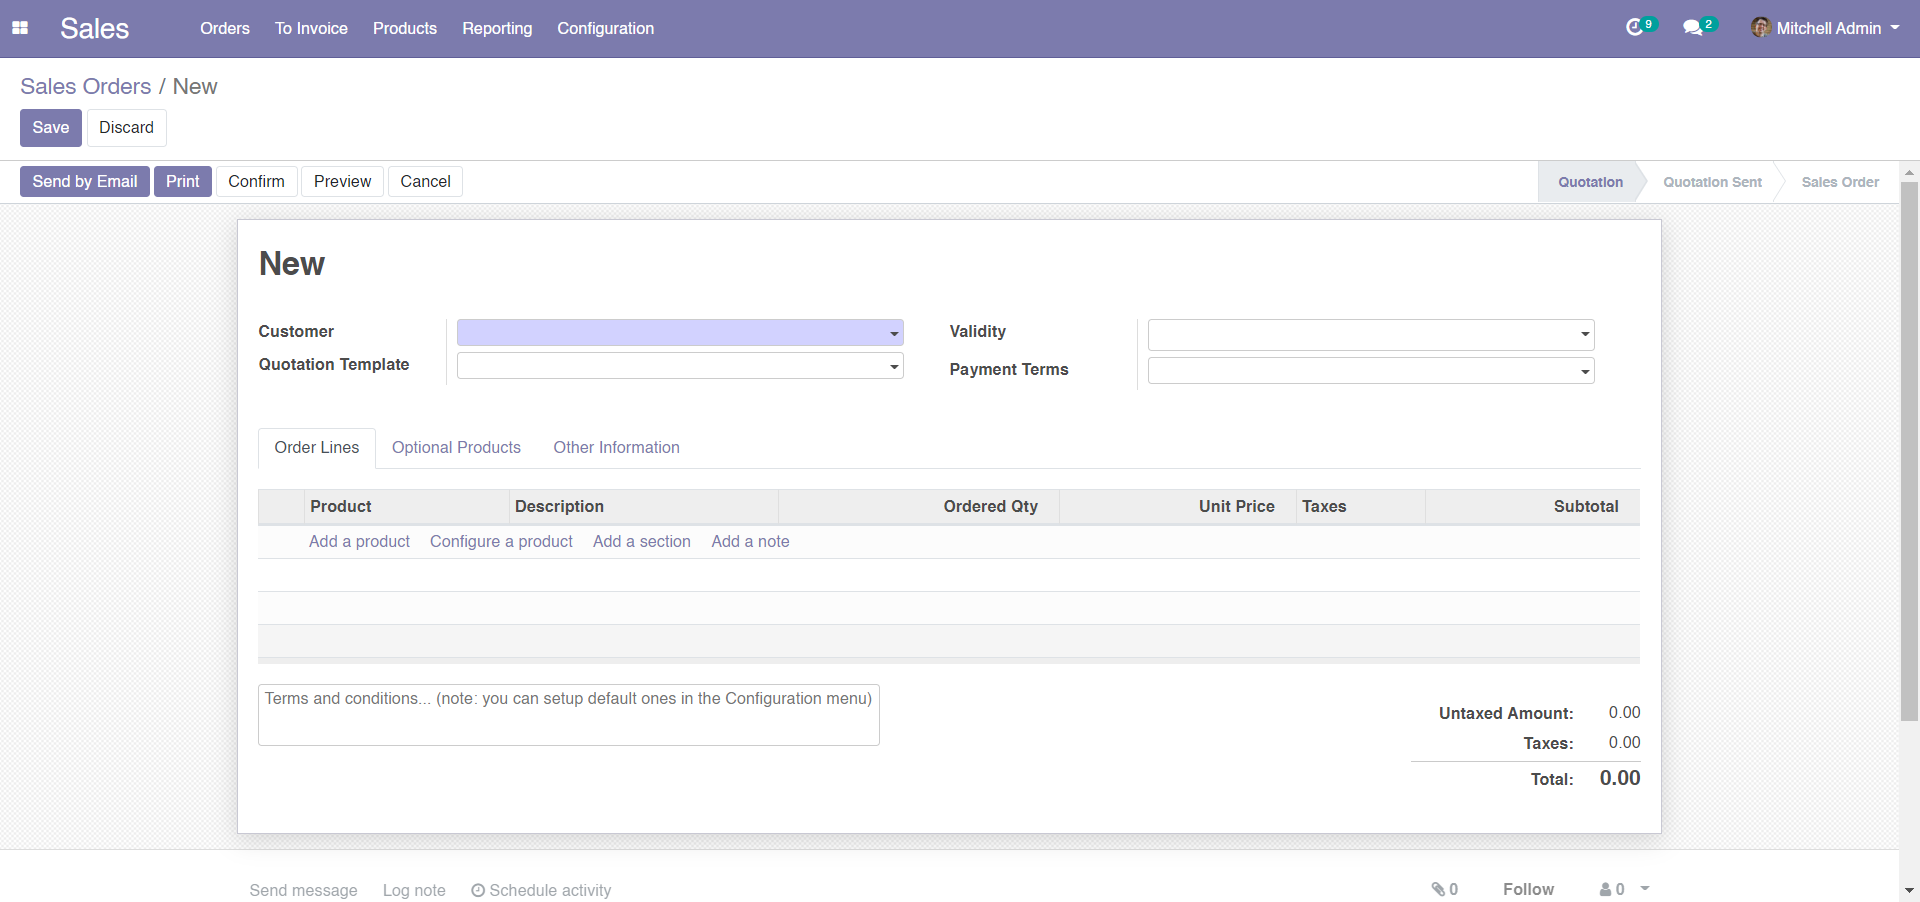 Sales Orders To Invoice Products Reporting Configuration 9 2 Mitchell Admin
Sales Orders / New
Save Discard
Send by Email Print Confirm Preview Cancel Quotation Quotation Sent Sales Order
New
Customer Validity
Quotation Template Payment Terms
Order Lines Optional Products Other Information
Product Description Ordered Qty Unit Price Taxes Subtotal
Add a product Configure a product Add a section Add a note
Terms and conditions... (note: you can setup default ones in the Configuration menu)
Untaxed Amount: 0.00
Taxes: 0.00
Total: 0.00
Send message Log note Schedule activity 0 Follow 0